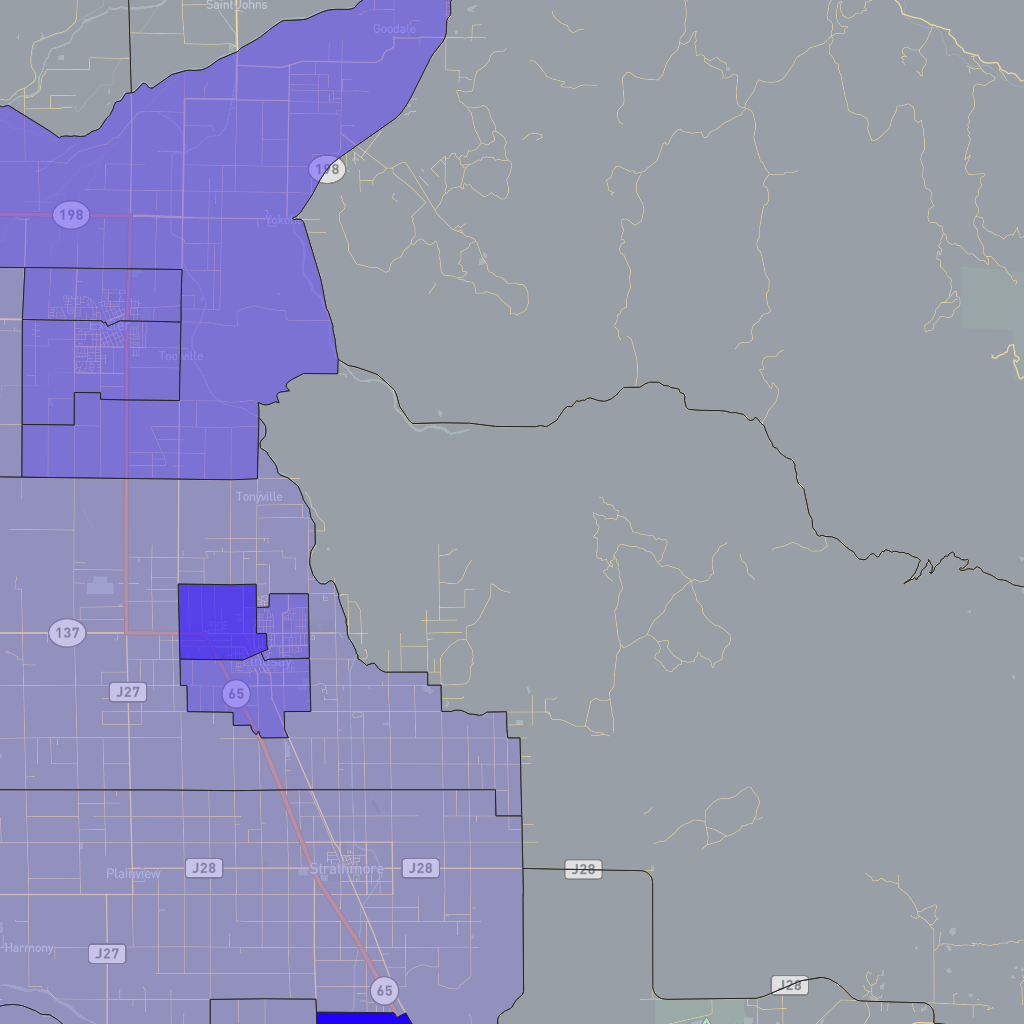 Saint Johns
Goodale
198
198
Yokohl
Exeter
Tooleville
Tonyville
137
Lindsay
J27
65
J28
Strathmore
J28
J28
Plainview
Harmony
J27
65
J28